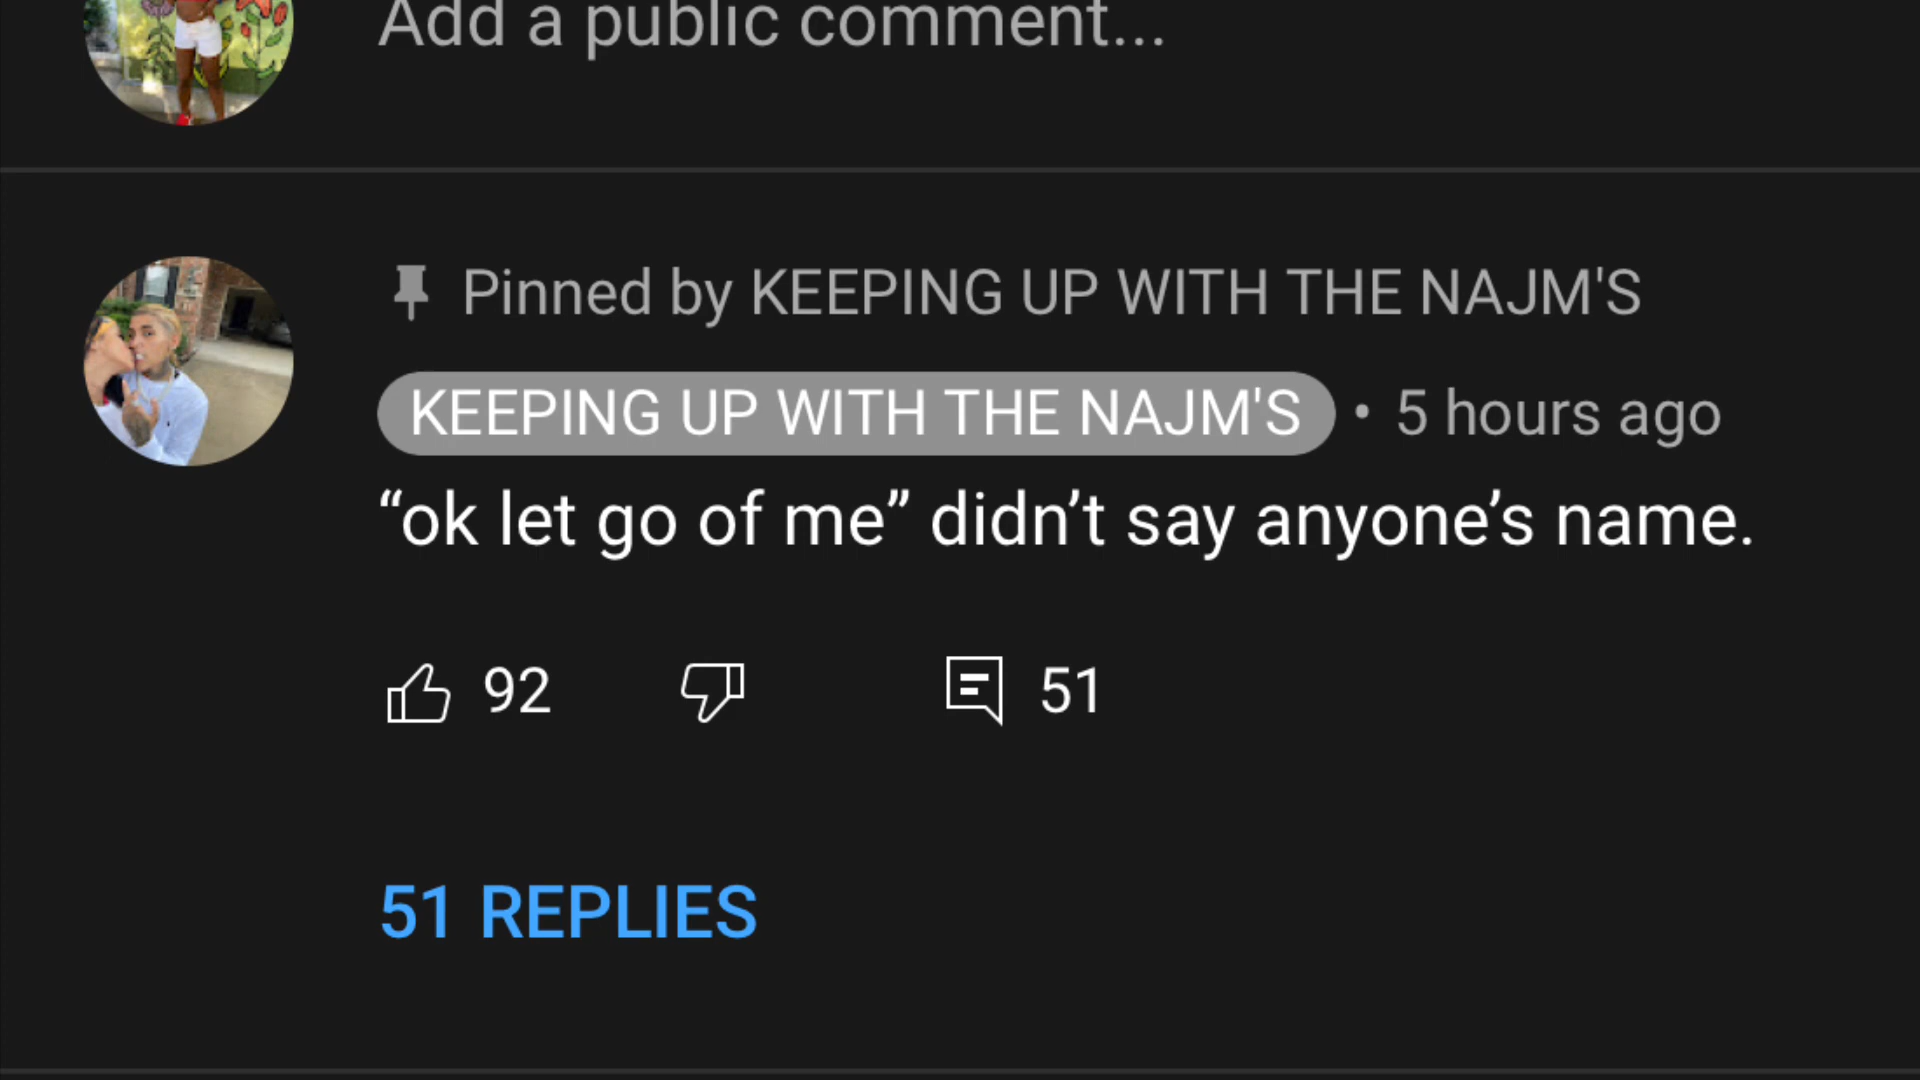 Add a public comment...
Pinned by KEEPING UP WITH THE NAJM'S
KEEPING UP WITH THE NAJM'S • 5 hours ago
“ok let go of me” didn’t say anyone’s name.
92 51
51 REPLIES